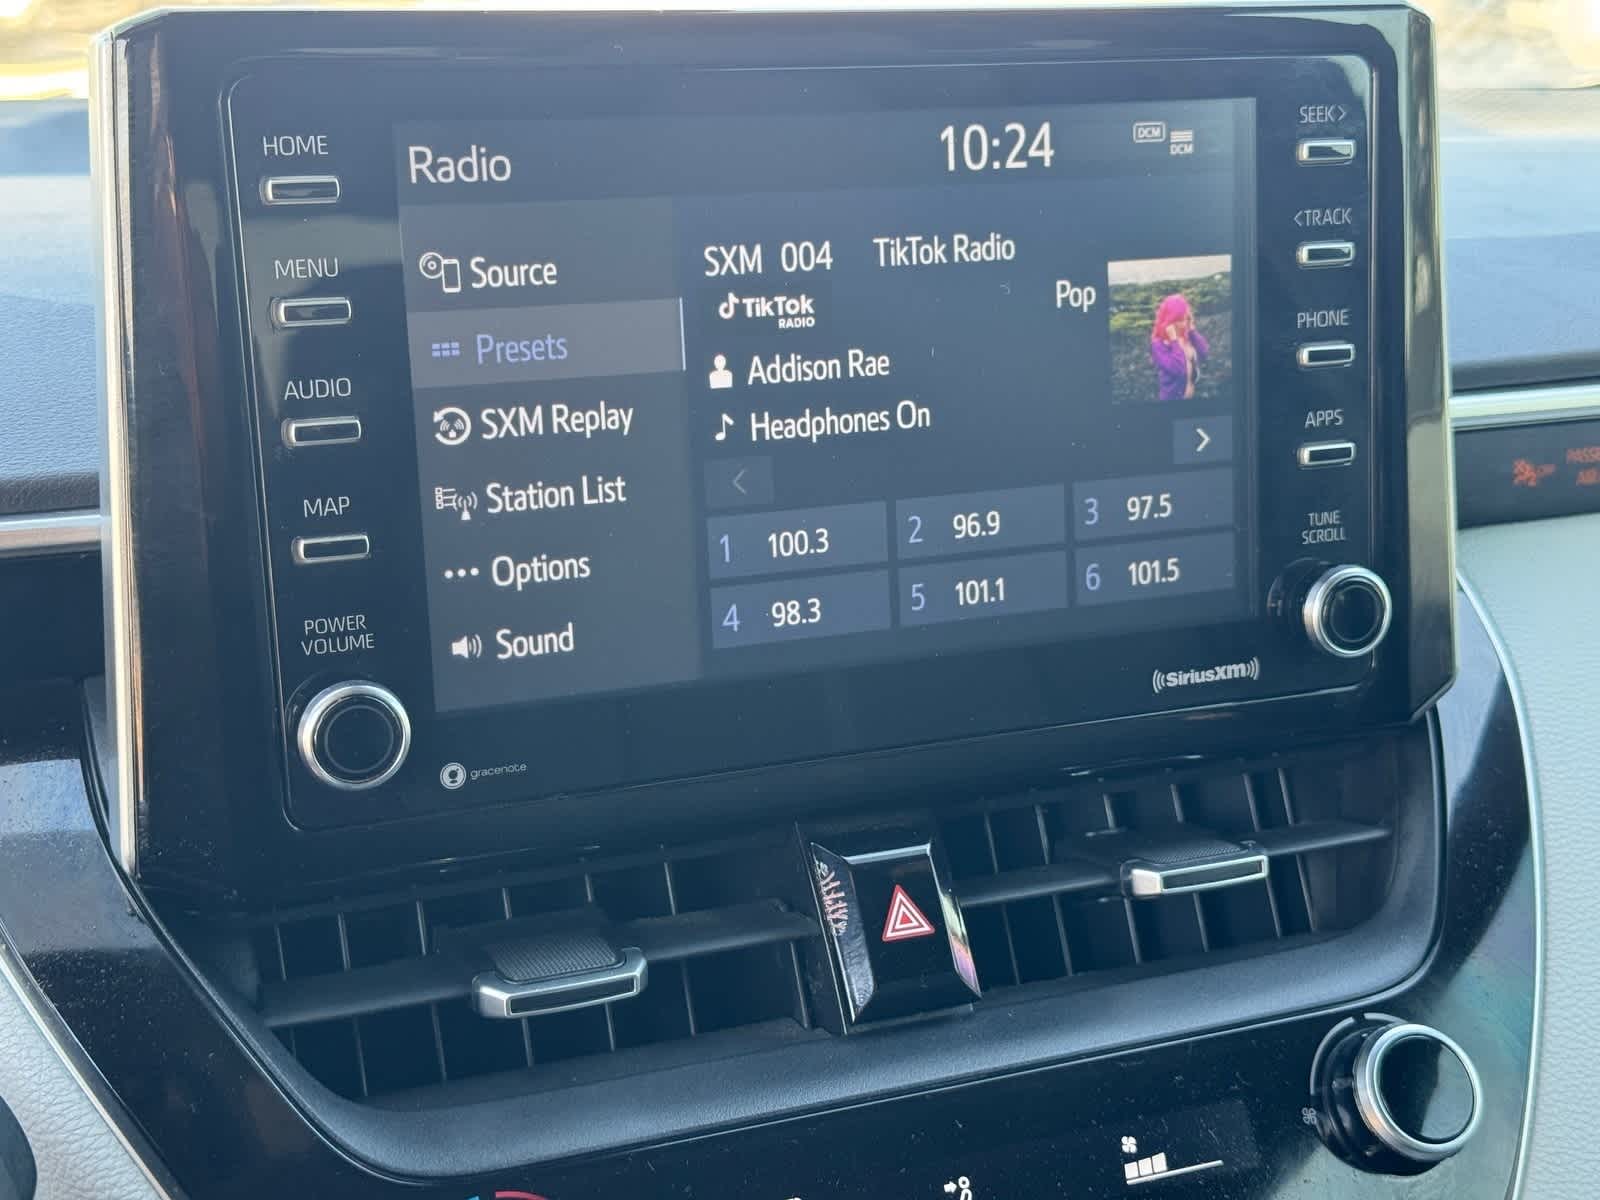 HOME
MENU
AUDIO
MAP
POWER
VOLUME
Radio
10:24
DCM
DCM
Source
Presets
SXM Replay
Station List
Options
Sound
SXM 004 TikTok Radio
TikTok
RADIO
Pop
Addison Rae
Headphones On
1 100.3
2 96.9
3 97.5
4 98.3
5 101.1
6 101.5
SiriusXM
gracenote
SEEK>
<TRACK
PHONE
APPS
TUNE
SCROLL